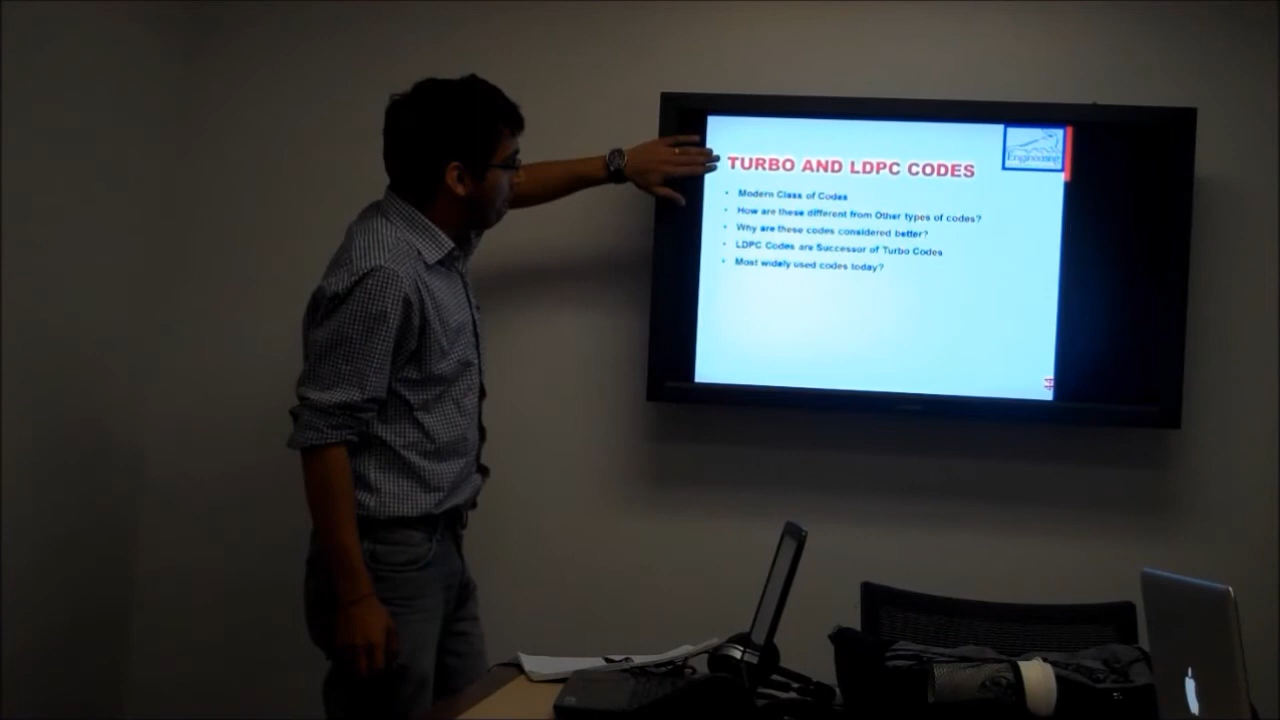 Engineering
TURBO AND LDPC CODES
• Modern Class of Codes
• How are these different from Other types of codes?
• Why are these codes considered better?
• LDPC Codes are Successor of Turbo Codes
• Most widely used codes today?